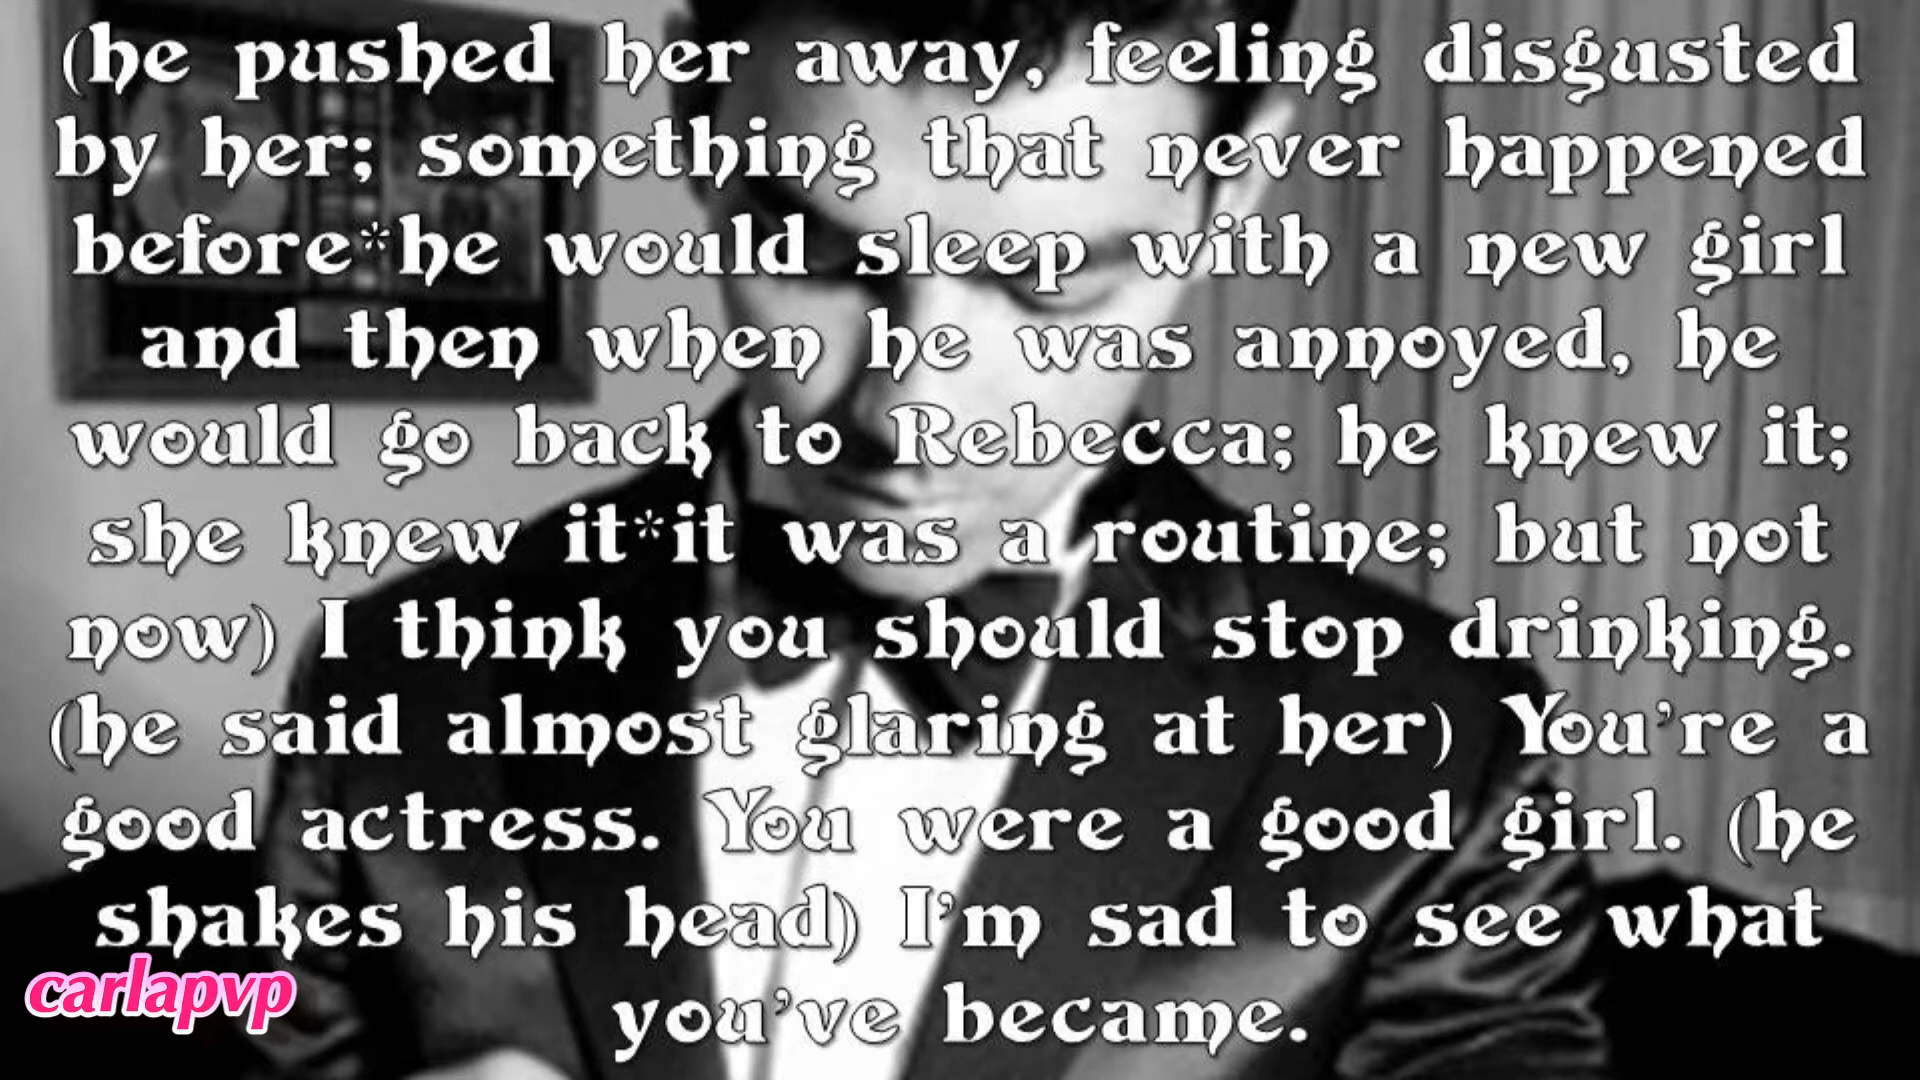 (he pushed her away, feeling disgusted
by her; something that never happened
before*he would sleep with a new girl
and then when he was annoyed, he
would go back to Rebecca; he knew it;
she knew it*it was a routine; but not
now) I think you should stop drinking.
(he said almost glaring at her) You're a
good actress. You were a good girl. (he
shakes his head) I'm sad to see what
you've became.
carlapvp